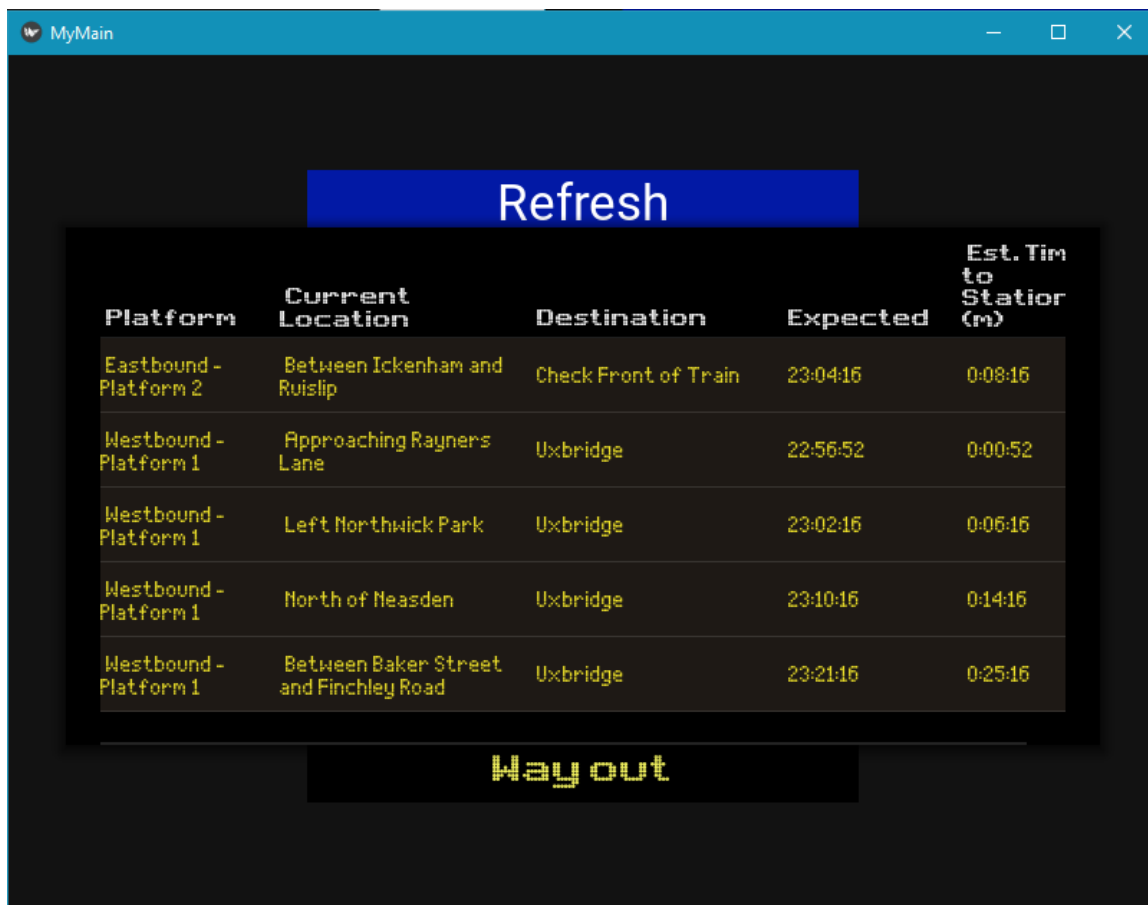 MyMain
Refresh
Est. Tim
to
Statior
(m)
Current
Location
Platform
Destination
Expected
Eastbound -
Platform 2
Between Ickenham and
Ruislip
Check Front of Train
23:04:16
0:08:16
Westbound -
Platform 1
Approaching Rayners
Lane
Uxbridge
22:56:52
0:00:52
Westbound -
Platform 1
Left Northwick Park
Uxbridge
23:02:16
0:06:16
Westbound -
Platform 1
North of Neasden
Uxbridge
23:10:16
0:14:16
Westbound -
Platform 1
Between Baker Street
and Finchley Road
Uxbridge
23:21:16
0:25:16
Way out